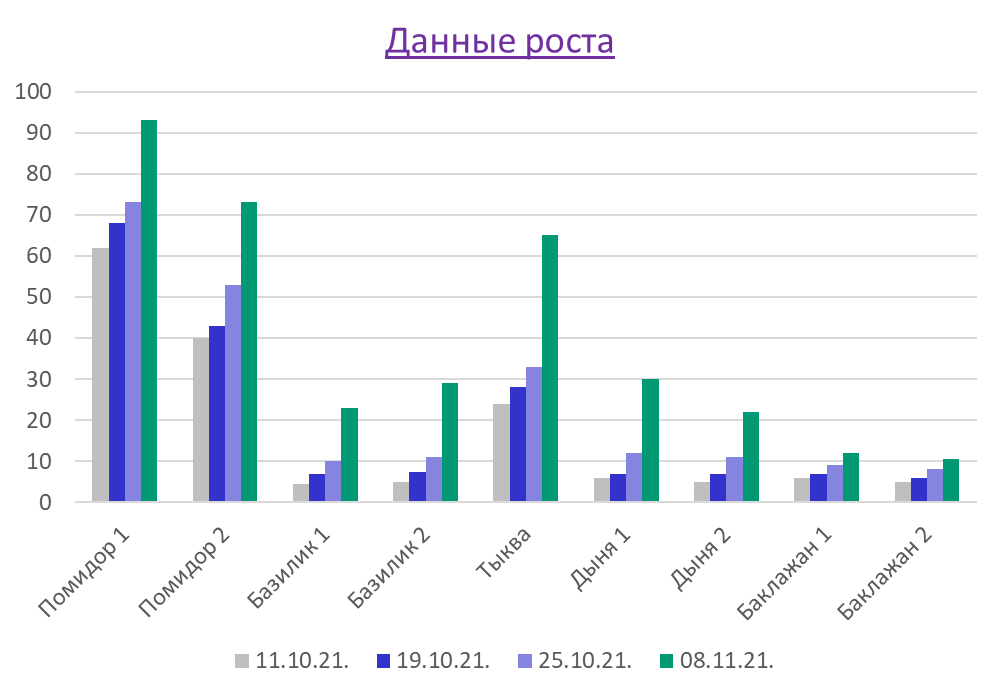 Данные роста
100
90
80
70
60
50
40
30
20
10
0
Помидор 1
Помидор 2
Базилик 1
Базилик 2
Тыква
Дыня 1
Дыня 2
Баклажан 1
Баклажан 2
11.10.21. 19.10.21. 25.10.21. 08.11.21.